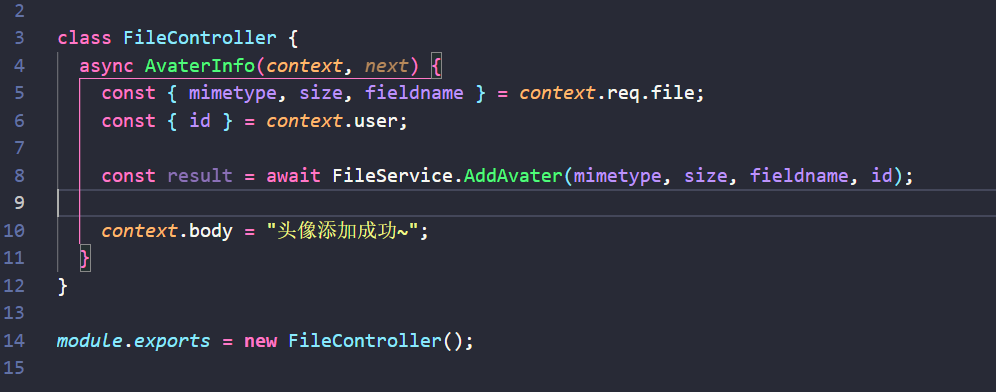 2
3 class FileController {
4 async AvaterInfo(context, next) {
5 const { mimetype, size, fieldname } = context.req.file;
6 const { id } = context.user;
7
8 const result = await FileService.AddAvater(mimetype, size, fieldname, id);
9
10 context.body = "头像添加成功~";
11 }
12 }
13
14 module.exports = new FileController();
15